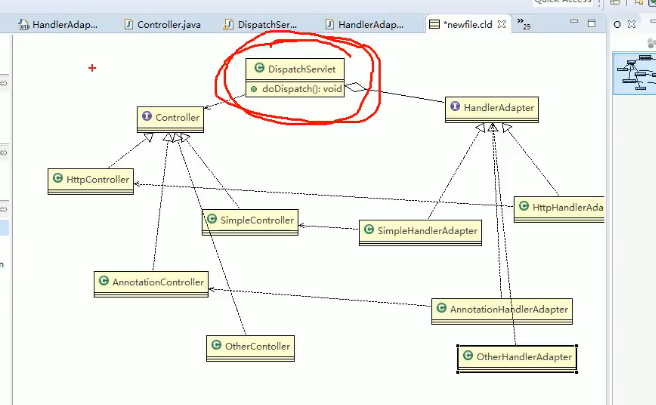 Quick Access
HandlerAdap...
Controller.java
DispatchSer...
HandlerAdap...
*newfile.cld
»29
DispatchServlet
doDispatch(): void
I Controller
I HandlerAdapter
C HttpController
HttpHandlerAda
SimpleController
SimpleHandlerAdapter
AnnotationController
AnnotationHandlerAdapter
OtherContoller
OtherHandlerAdapter